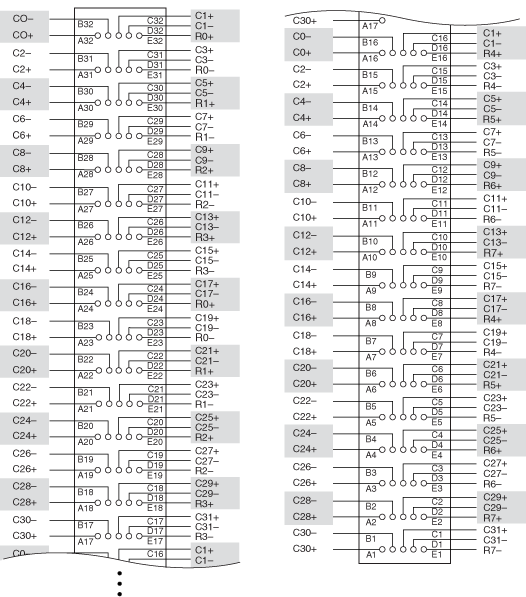 CO– B32 C32 C1+
D32 C1–
CO+ A32 E32 R0+
C2– B31 C31 C3+
D31 C3–
C2+ A31 E31 R0–
C4– B30 C30 C5+
D30 C5–
C4+ A30 E30 R1+
C6– B29 C29 C7+
D29 C7–
C6+ A29 E29 R1–
C8– B28 C28 C9+
D28 C9–
C8+ A28 E28 R2+
C10– B27 C27 C11+
D27 C11–
C10+ A27 E27 R2–
C12– B26 C26 C13+
D26 C13–
C12+ A26 E26 R3+
C14– B25 C25 C15+
D25 C15–
C14+ A25 E25 R3–
C16– B24 C24 C17+
D24 C17–
C16+ A24 E24 R0+
C18– B23 C23 C19+
D23 C19–
C18+ A23 E23 R0–
C20– B22 C22 C21+
D22 C21–
C20+ A22 E22 R1+
C22– B21 C21 C23+
D21 C23–
C22+ A21 E21 R1–
C24– B20 C20 C25+
D20 C25–
C24+ A20 E20 R2+
C26– B19 C19 C27+
D19 C27–
C26+ A19 E19 R2–
C28– B18 C18 C29+
D18 C29–
C28+ A18 E18 R3+
C30– B17 C17 C31+
D17 C31–
C30+ A17 E17 R3–
C0– C16 C1+
C1–
C30+ A17
C0– B16 C16 C1+
D16 C1–
C0+ A16 E16 R4+
C2– B15 C15 C3+
D15 C3–
C2+ A15 E15 R4–
C4– B14 C14 C5+
D14 C5–
C4+ A14 E14 R5+
C6– B13 C13 C7+
D13 C7–
C6+ A13 E13 R5–
C8– B12 C12 C9+
D12 C9–
C8+ A12 E12 R6+
C10– B11 C11 C11+
D11 C11–
C10+ A11 E11 R6–
C12– B10 C10 C13+
D10 C13–
C12+ A10 E10 R7+
C14– B9 C9 C15+
D9 C15–
C14+ A9 E9 R7–
C16– B8 C8 C17+
D8 C17–
C16+ A8 E8 R4+
C18– B7 C7 C19+
D7 C19–
C18+ A7 E7 R4–
C20– B6 C6 C21+
D6 C21–
C20+ A6 E6 R5+
C22– B5 C5 C23+
D5 C23–
C22+ A5 E5 R5–
C24– B4 C4 C25+
D4 C25–
C24+ A4 E4 R6+
C26– B3 C3 C27+
D3 C27–
C26+ A3 E3 R6–
C28– B2 C2 C29+
D2 C29–
C28+ A2 E2 R7+
C30– B1 C1 C31+
D1 C31–
C30+ A1 E1 R7–